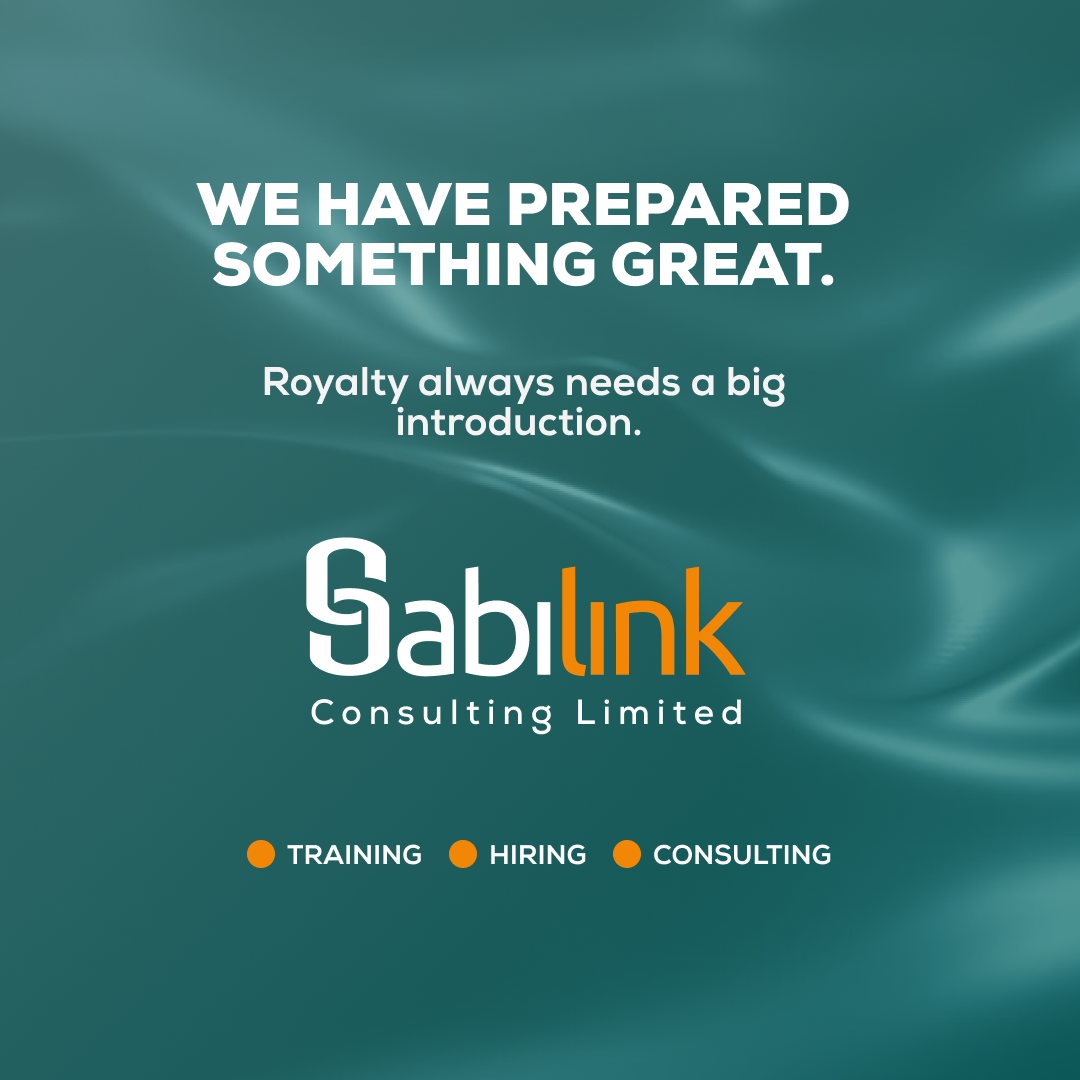 WE HAVE PREPARED
SOMETHING GREAT.
Royalty always needs a big
introduction.
Sabilink
Consulting Limited
TRAINING HIRING CONSULTING